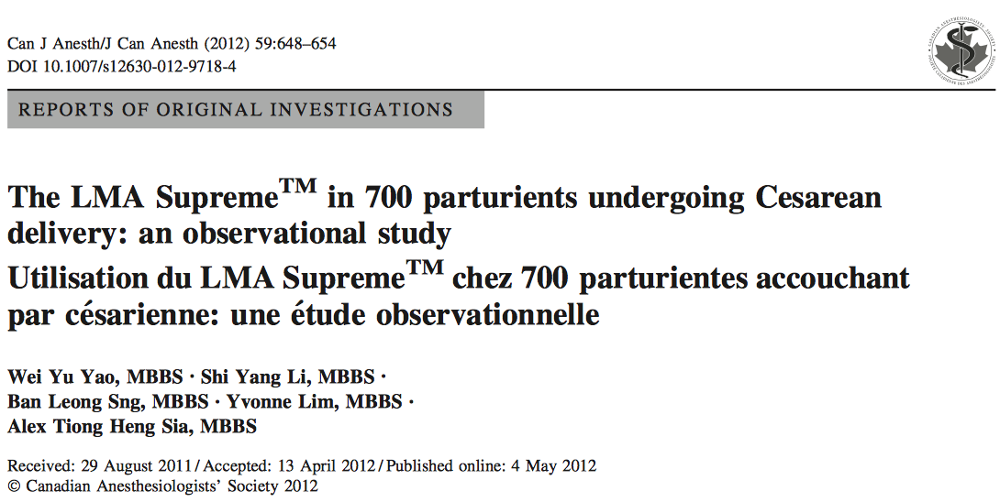 Can J Anesth/J Can Anesth (2012) 59:648–654
DOI 10.1007/s12630-012-9718-4
REPORTS OF ORIGINAL INVESTIGATIONS
The LMA Supreme™ in 700 parturients undergoing Cesarean
delivery: an observational study
Utilisation du LMA Supreme™ chez 700 parturientes accouchant
par césarienne: une étude observationnelle
Wei Yu Yao, MBBS · Shi Yang Li, MBBS ·
Ban Leong Sng, MBBS · Yvonne Lim, MBBS ·
Alex Tiong Heng Sia, MBBS
Received: 29 August 2011 / Accepted: 13 April 2012 / Published online: 4 May 2012
© Canadian Anesthesiologists' Society 2012